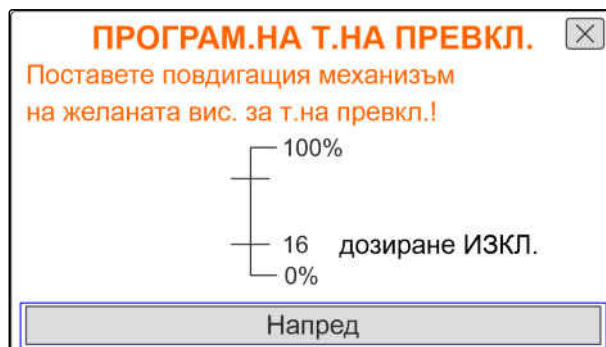 ПРОГРАМ.НА Т.НА ПРЕВКЛ.
Поставете повдигащия механизъм
на желаната вис. за т.на превкл.!
100%
16 дозиране ИЗКЛ.
0%
Напред